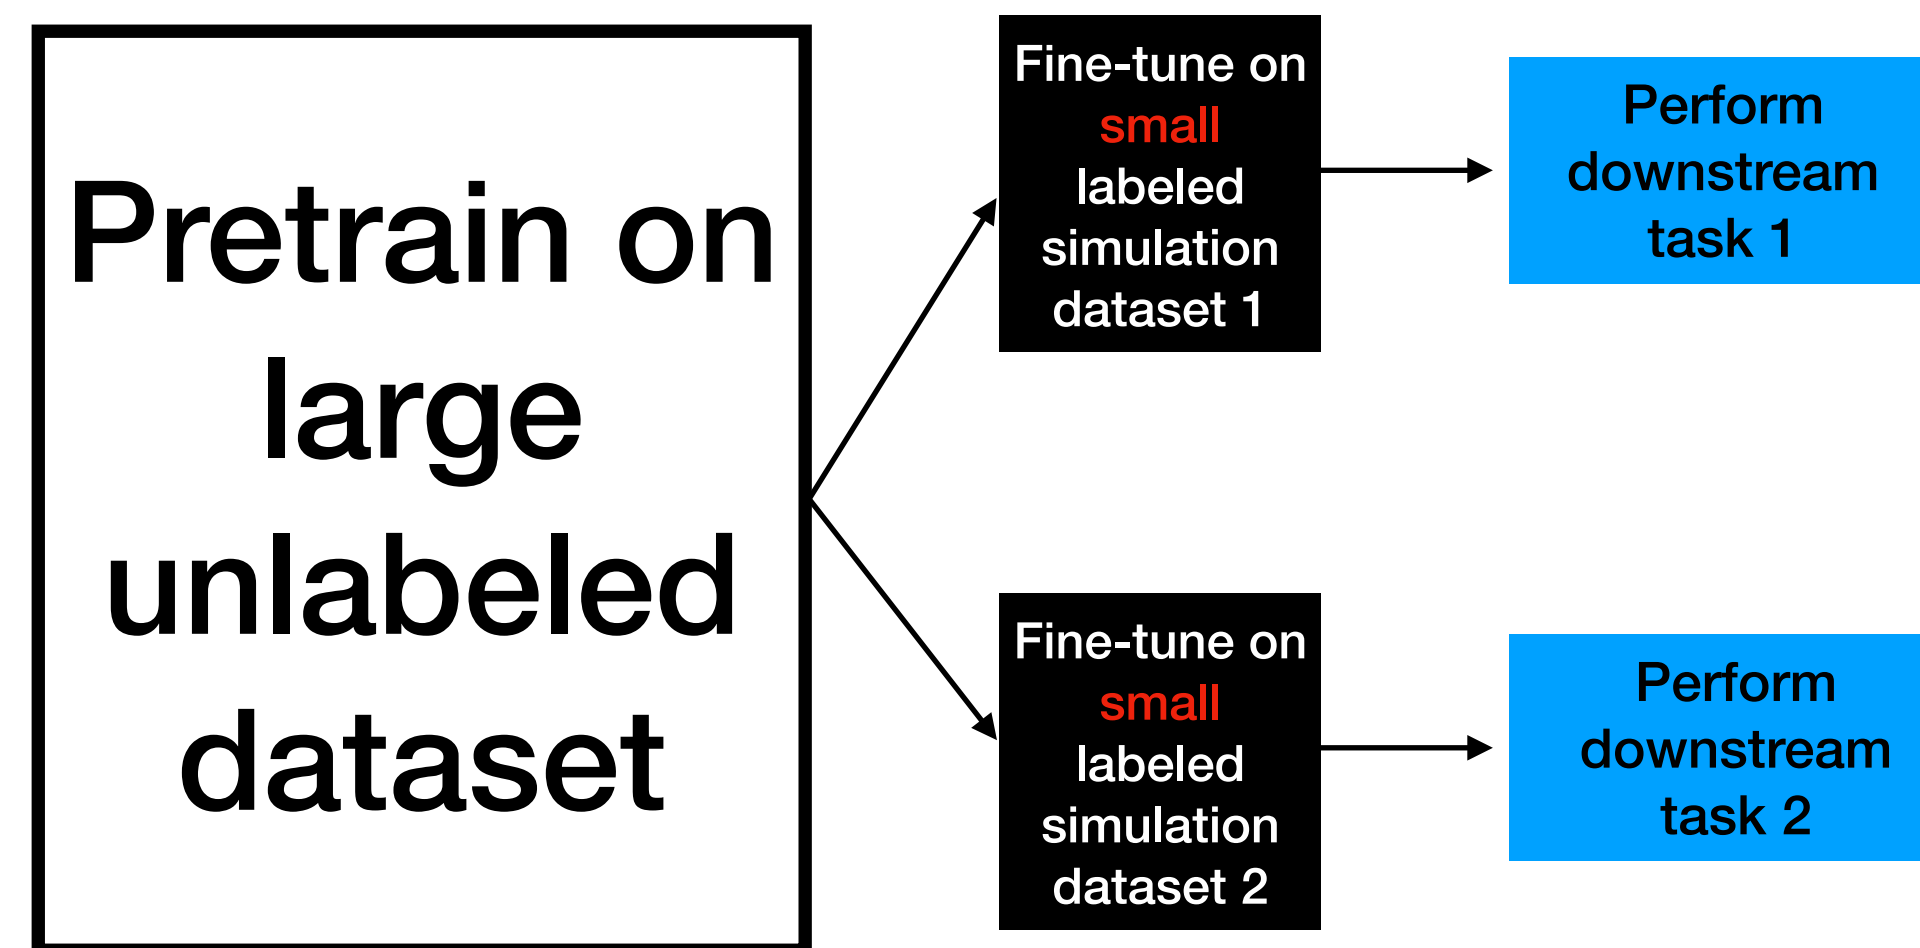 Pretrain on
large
unlabeled
dataset
Fine-tune on
small
labeled
simulation
dataset 1
Perform
downstream
task 1
Fine-tune on
small
labeled
simulation
dataset 2
Perform
downstream
task 2